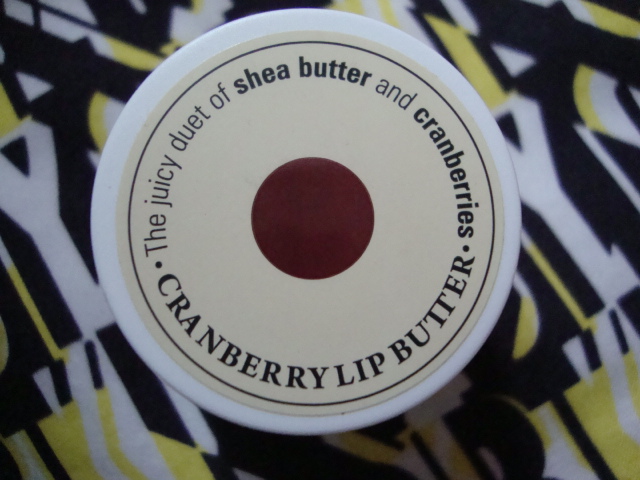 • The juicy duet of shea butter and cranberries •
CRANBERRY LIP BUTTER